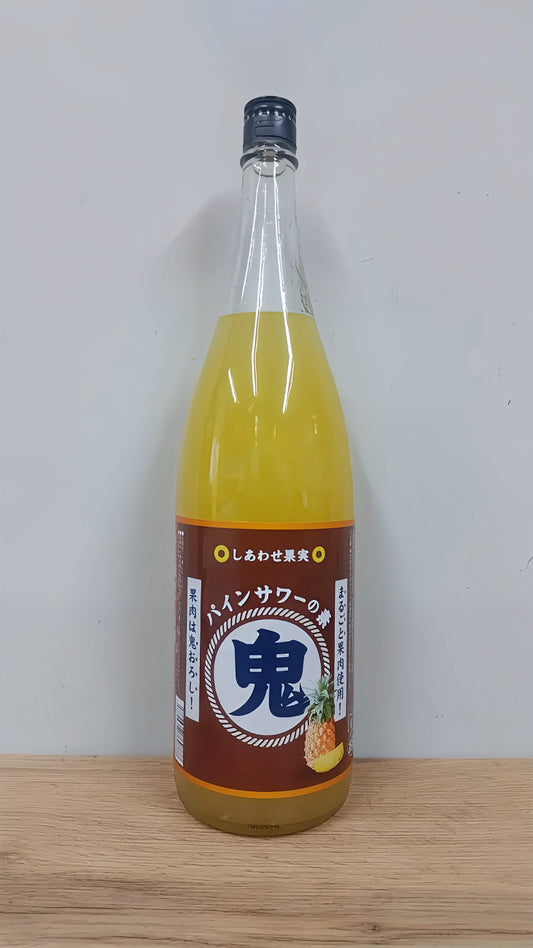 しあわせ果実
パインサワーの素
鬼
まるごと果肉使用!
果肉は鬼おろし!